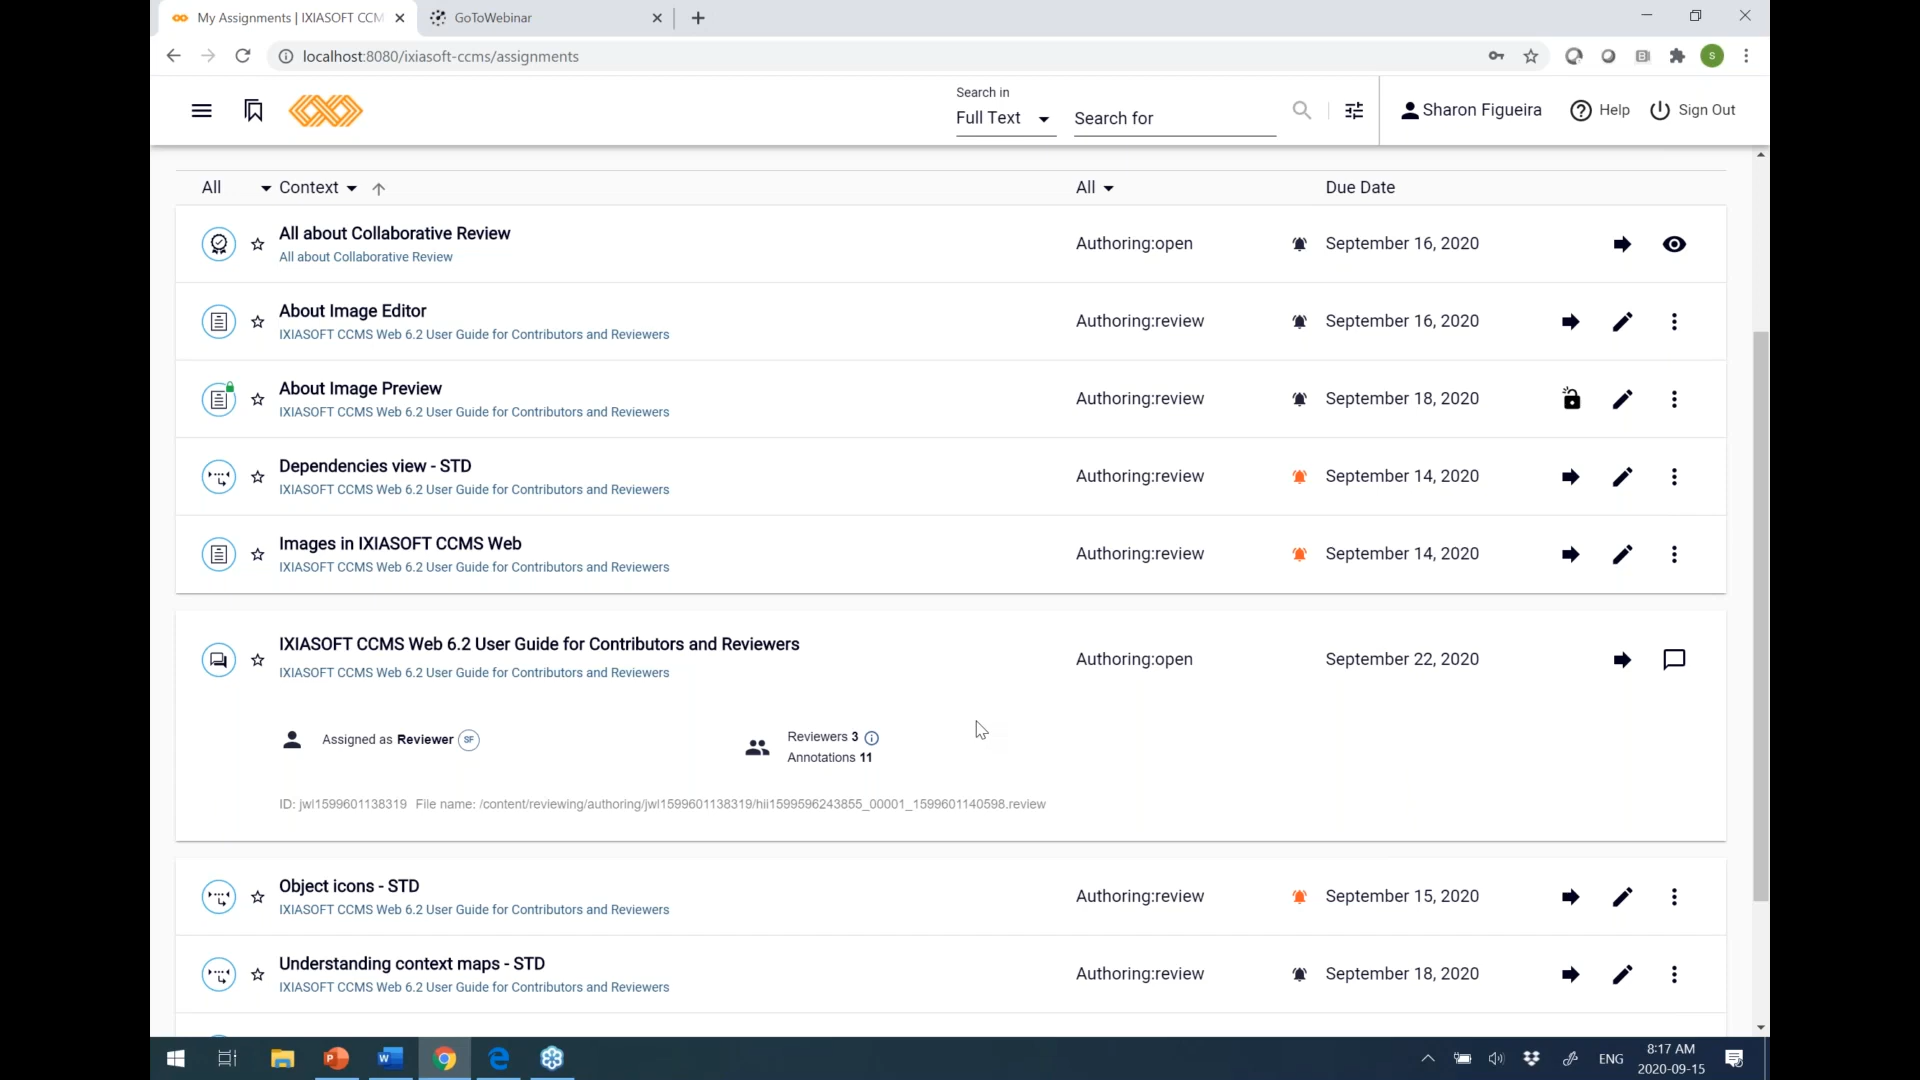 My Assignments | IXIASOFT CCM
GoToWebinar
localhost:8080/ixiasoft-ccms/assignments
S
Search in
Full Text
Search for
Sharon Figueira
Help
Sign Out
All
Context
All
Due Date
All about Collaborative Review
All about Collaborative Review
Authoring:open
September 16, 2020
About Image Editor
IXIASOFT CCMS Web 6.2 User Guide for Contributors and Reviewers
Authoring:review
September 16, 2020
About Image Preview
IXIASOFT CCMS Web 6.2 User Guide for Contributors and Reviewers
Authoring:review
September 18, 2020
Dependencies view - STD
IXIASOFT CCMS Web 6.2 User Guide for Contributors and Reviewers
Authoring:review
September 14, 2020
Images in IXIASOFT CCMS Web
IXIASOFT CCMS Web 6.2 User Guide for Contributors and Reviewers
Authoring:review
September 14, 2020
IXIASOFT CCMS Web 6.2 User Guide for Contributors and Reviewers
IXIASOFT CCMS Web 6.2 User Guide for Contributors and Reviewers
Authoring:open
September 22, 2020
Assigned as Reviewer SF
Reviewers 3
Annotations 11
ID: jwl1599601138319 File name: /content/reviewing/authoring/jwl1599601138319/hii1599596243855_00001_1599601140598.review
Object icons - STD
IXIASOFT CCMS Web 6.2 User Guide for Contributors and Reviewers
Authoring:review
September 15, 2020
Understanding context maps - STD
IXIASOFT CCMS Web 6.2 User Guide for Contributors and Reviewers
Authoring:review
September 18, 2020
ENG
8:17 AM
2020-09-15